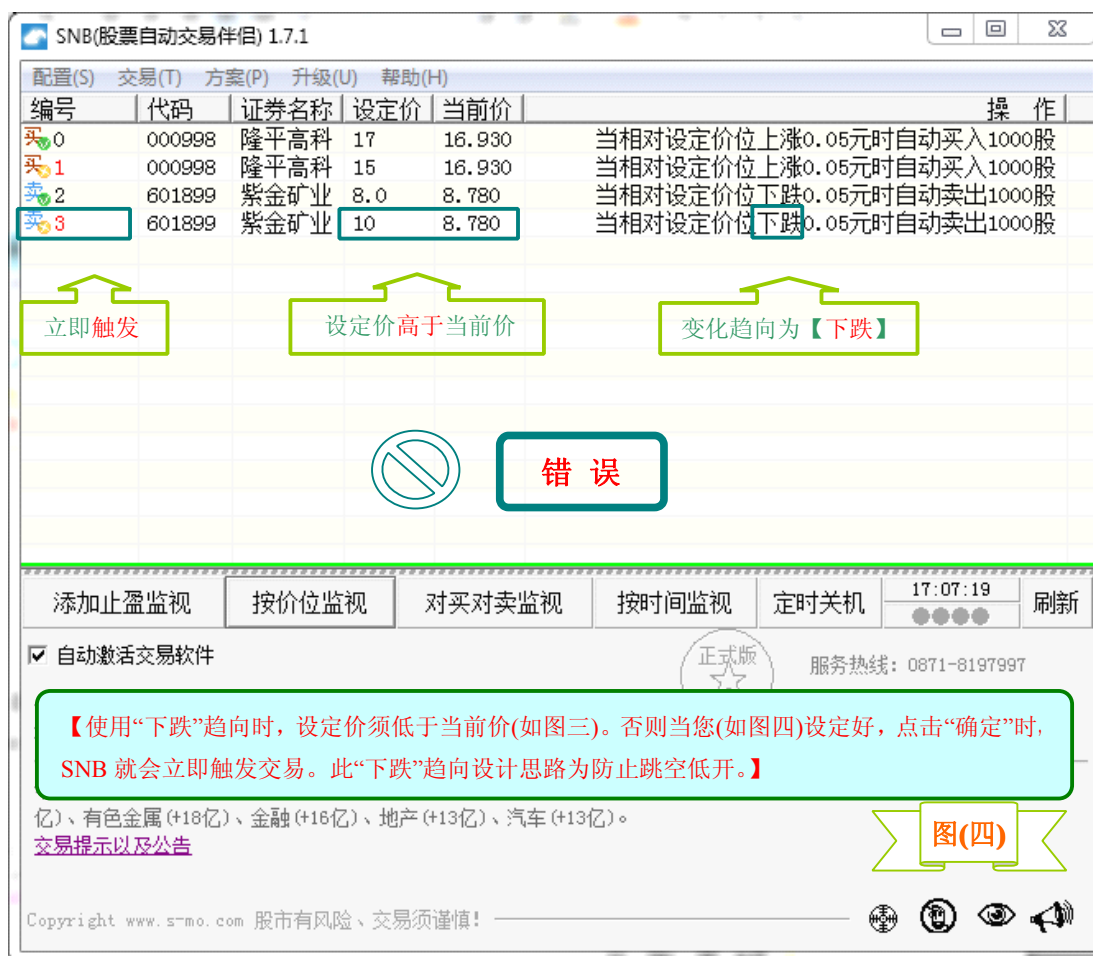 SNB(股票自动交易伴侣) 1.7.1
配置(S) 交易(T) 方案(P) 升级(U) 帮助(H)
编号 代码 证券名称 设定价 当前价 操 作
买 0 000998 隆平高科 17 16.930 当相对设定价位上涨0.05元时自动买入1000股
买 1 000998 隆平高科 15 16.930 当相对设定价位上涨0.05元时自动买入1000股
卖 2 601899 紫金矿业 8.0 8.780 当相对设定价位下跌0.05元时自动卖出1000股
卖 3 601899 紫金矿业 10 8.780 当相对设定价位下跌0.05元时自动卖出1000股
立即触发 设定价高于当前价 变化趋向为【下跌】
错 误
添加止盈监视 按价位监视 对买对卖监视 按时间监视 定时关机 17:07:19 刷新
自动激活交易软件
正式版
服务热线: 0871-8197997
【使用“下跌”趋向时，设定价须低于当前价(如图三)。否则当您(如图四)设定好，点击“确定”时,
SNB 就会立即触发交易。此“下跌”趋向设计思路为防止跳空低开。】
亿)、有色金属(+18亿)、金融(+16亿)、地产(+13亿)、汽车(+13亿)。
交易提示以及公告
图(四)
Copyright www.s-mo.com 股市有风险、交易须谨慎!